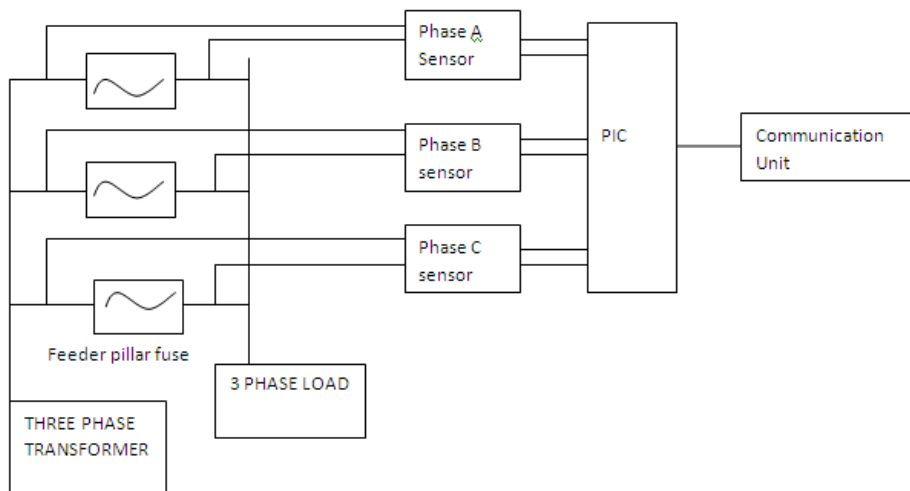 Phase A
Sensor
Phase B
sensor
PIC
Communication
Unit
Phase C
sensor
Feeder pillar fuse
3 PHASE LOAD
THREE PHASE
TRANSFORMER